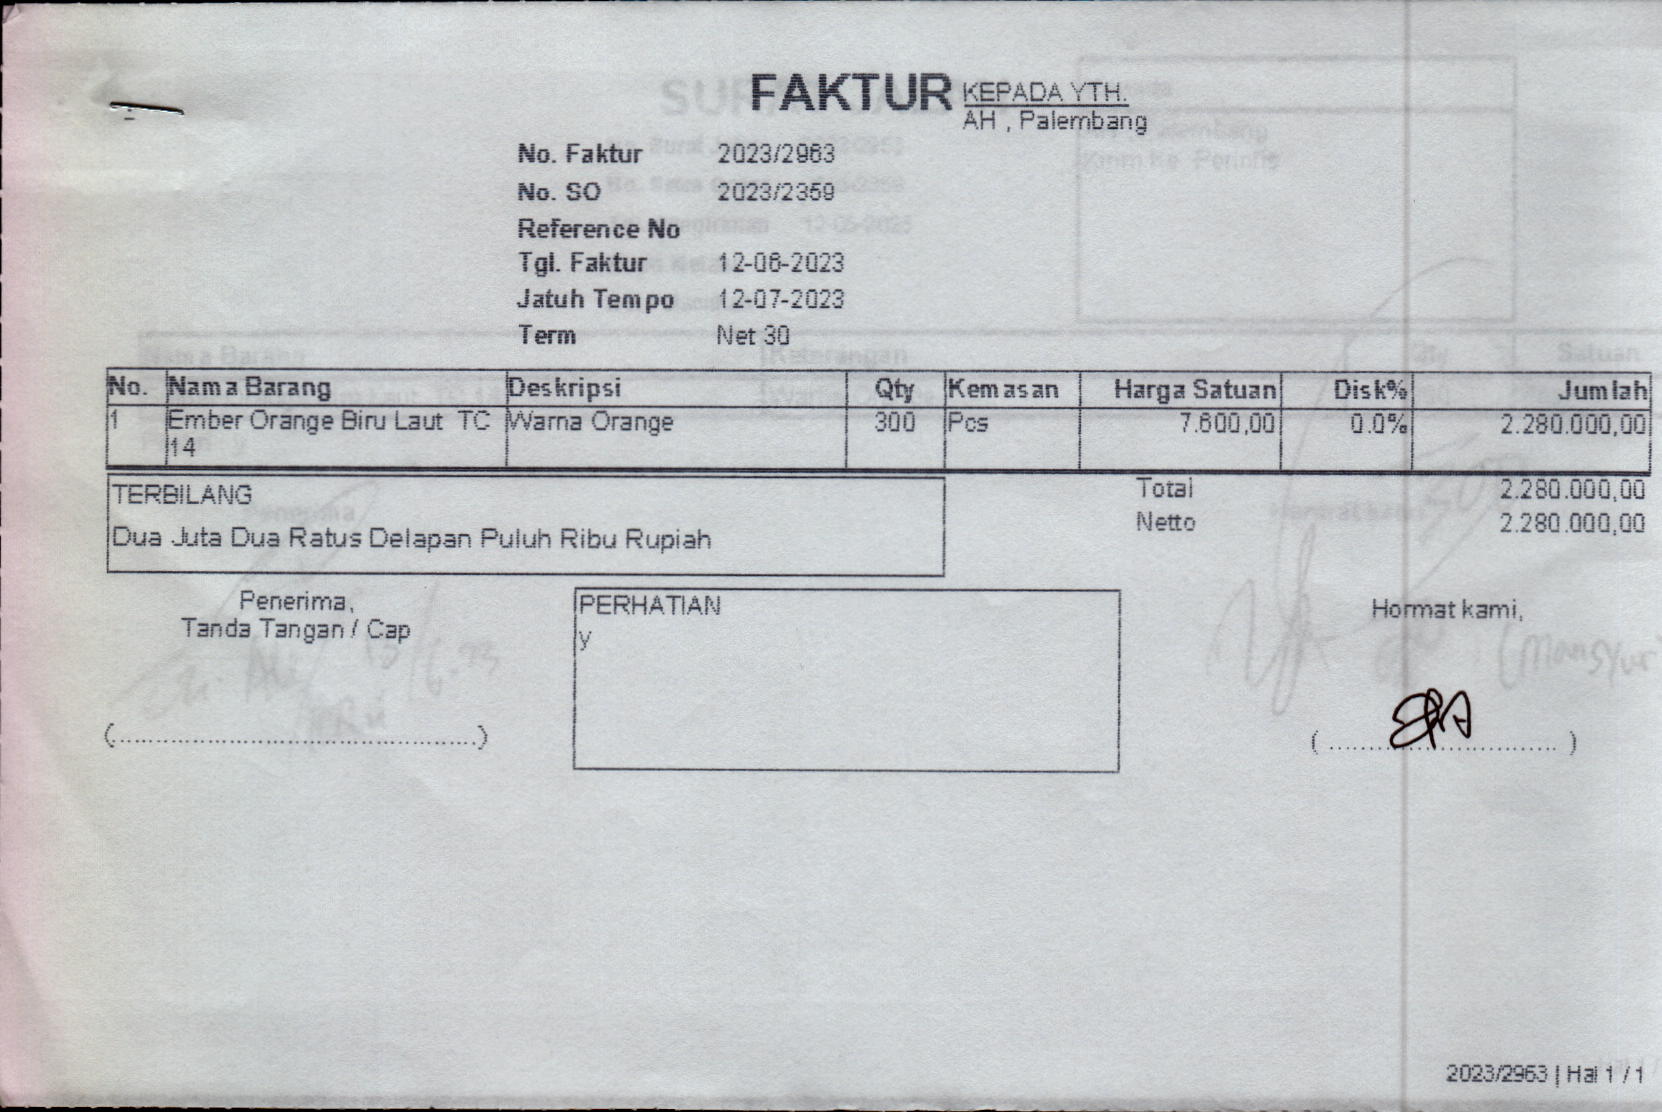 FAKTUR
KEPADA YTH.
AH , Palembang
No. Faktur 2023/2963
No. SO 2023/2359
Reference No
Tgl. Faktur 12-06-2023
Jatuh Tempo 12-07-2023
Term Net 30
No. Nama Barang Deskripsi Qty Kemasan Harga Satuan Disk% Jumlah
1 Ember Orange Biru Laut TC Warna Orange 300 Pcs 7.600,00 0.0% 2.280.000,00
14
TERBILANG
Dua Juta Dua Ratus Delapan Puluh Ribu Rupiah
Total 2.280.000,00
Netto 2.280.000,00
Penerima,
Tanda Tangan / Cap
(................................................)
PERHATIAN
y
Hormat kami,
( ................................ )
2023/2963 | Hal 1 / 1